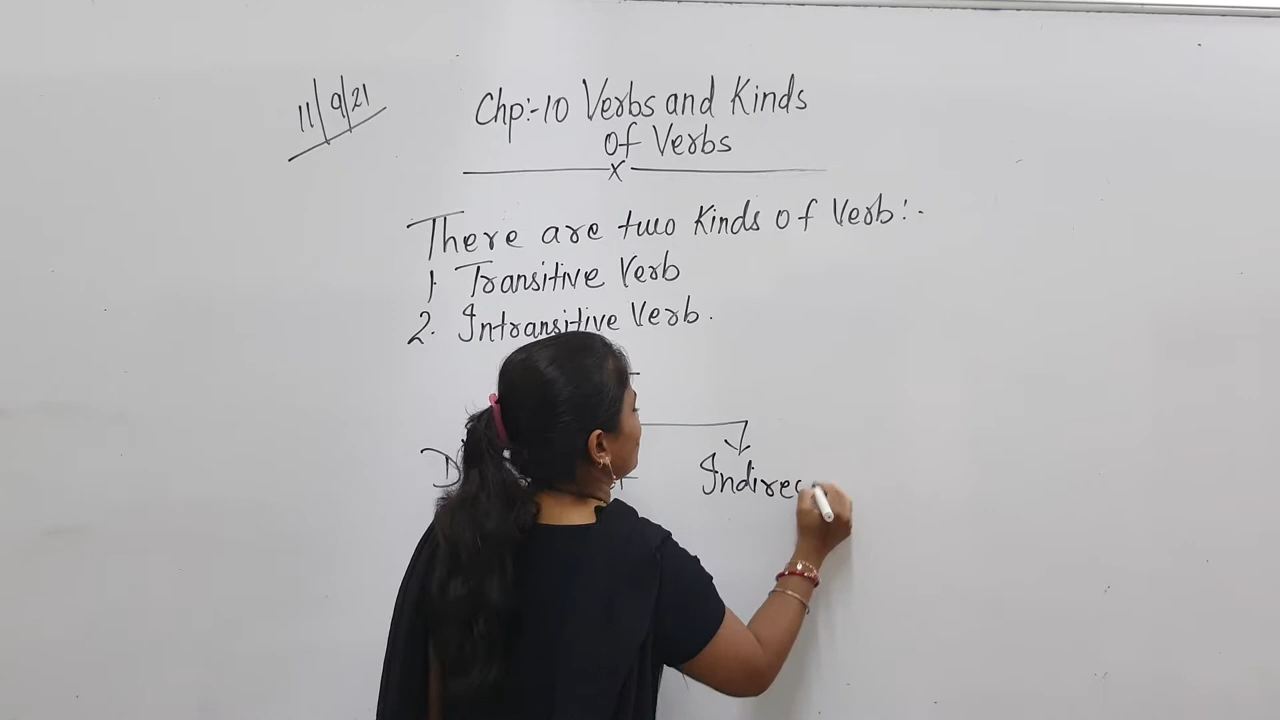 11/9/21
Chp:-10 Verbs and Kinds
of Verbs
x
There are two Kinds of Verb:-
1. Transitive Verb
2. Intransitive Verb.
Indirec